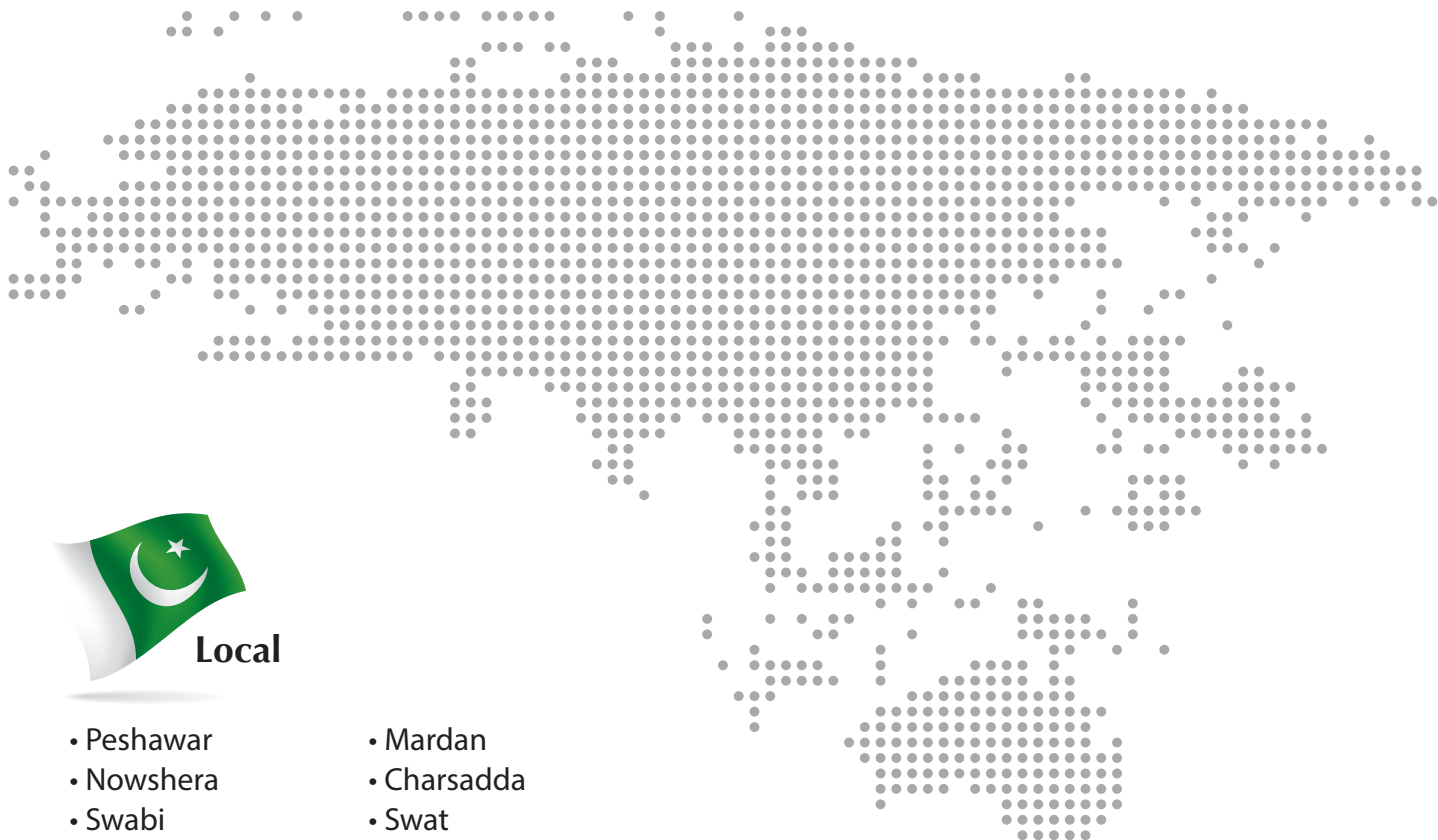 Local
• Peshawar
• Nowshera
• Swabi
• Mardan
• Charsadda
• Swat